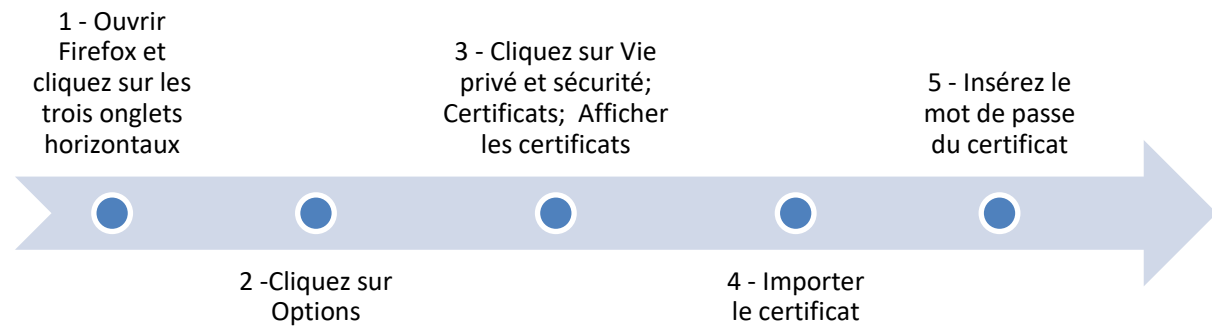 1 - Ouvrir
Firefox et
cliquez sur les
trois onglets
horizontaux
2 -Cliquez sur
Options
3 - Cliquez sur Vie
privé et sécurité;
Certificats;  Afficher
les certificats
4 - Importer
le certificat
5 - Insérez le
mot de passe
du certificat